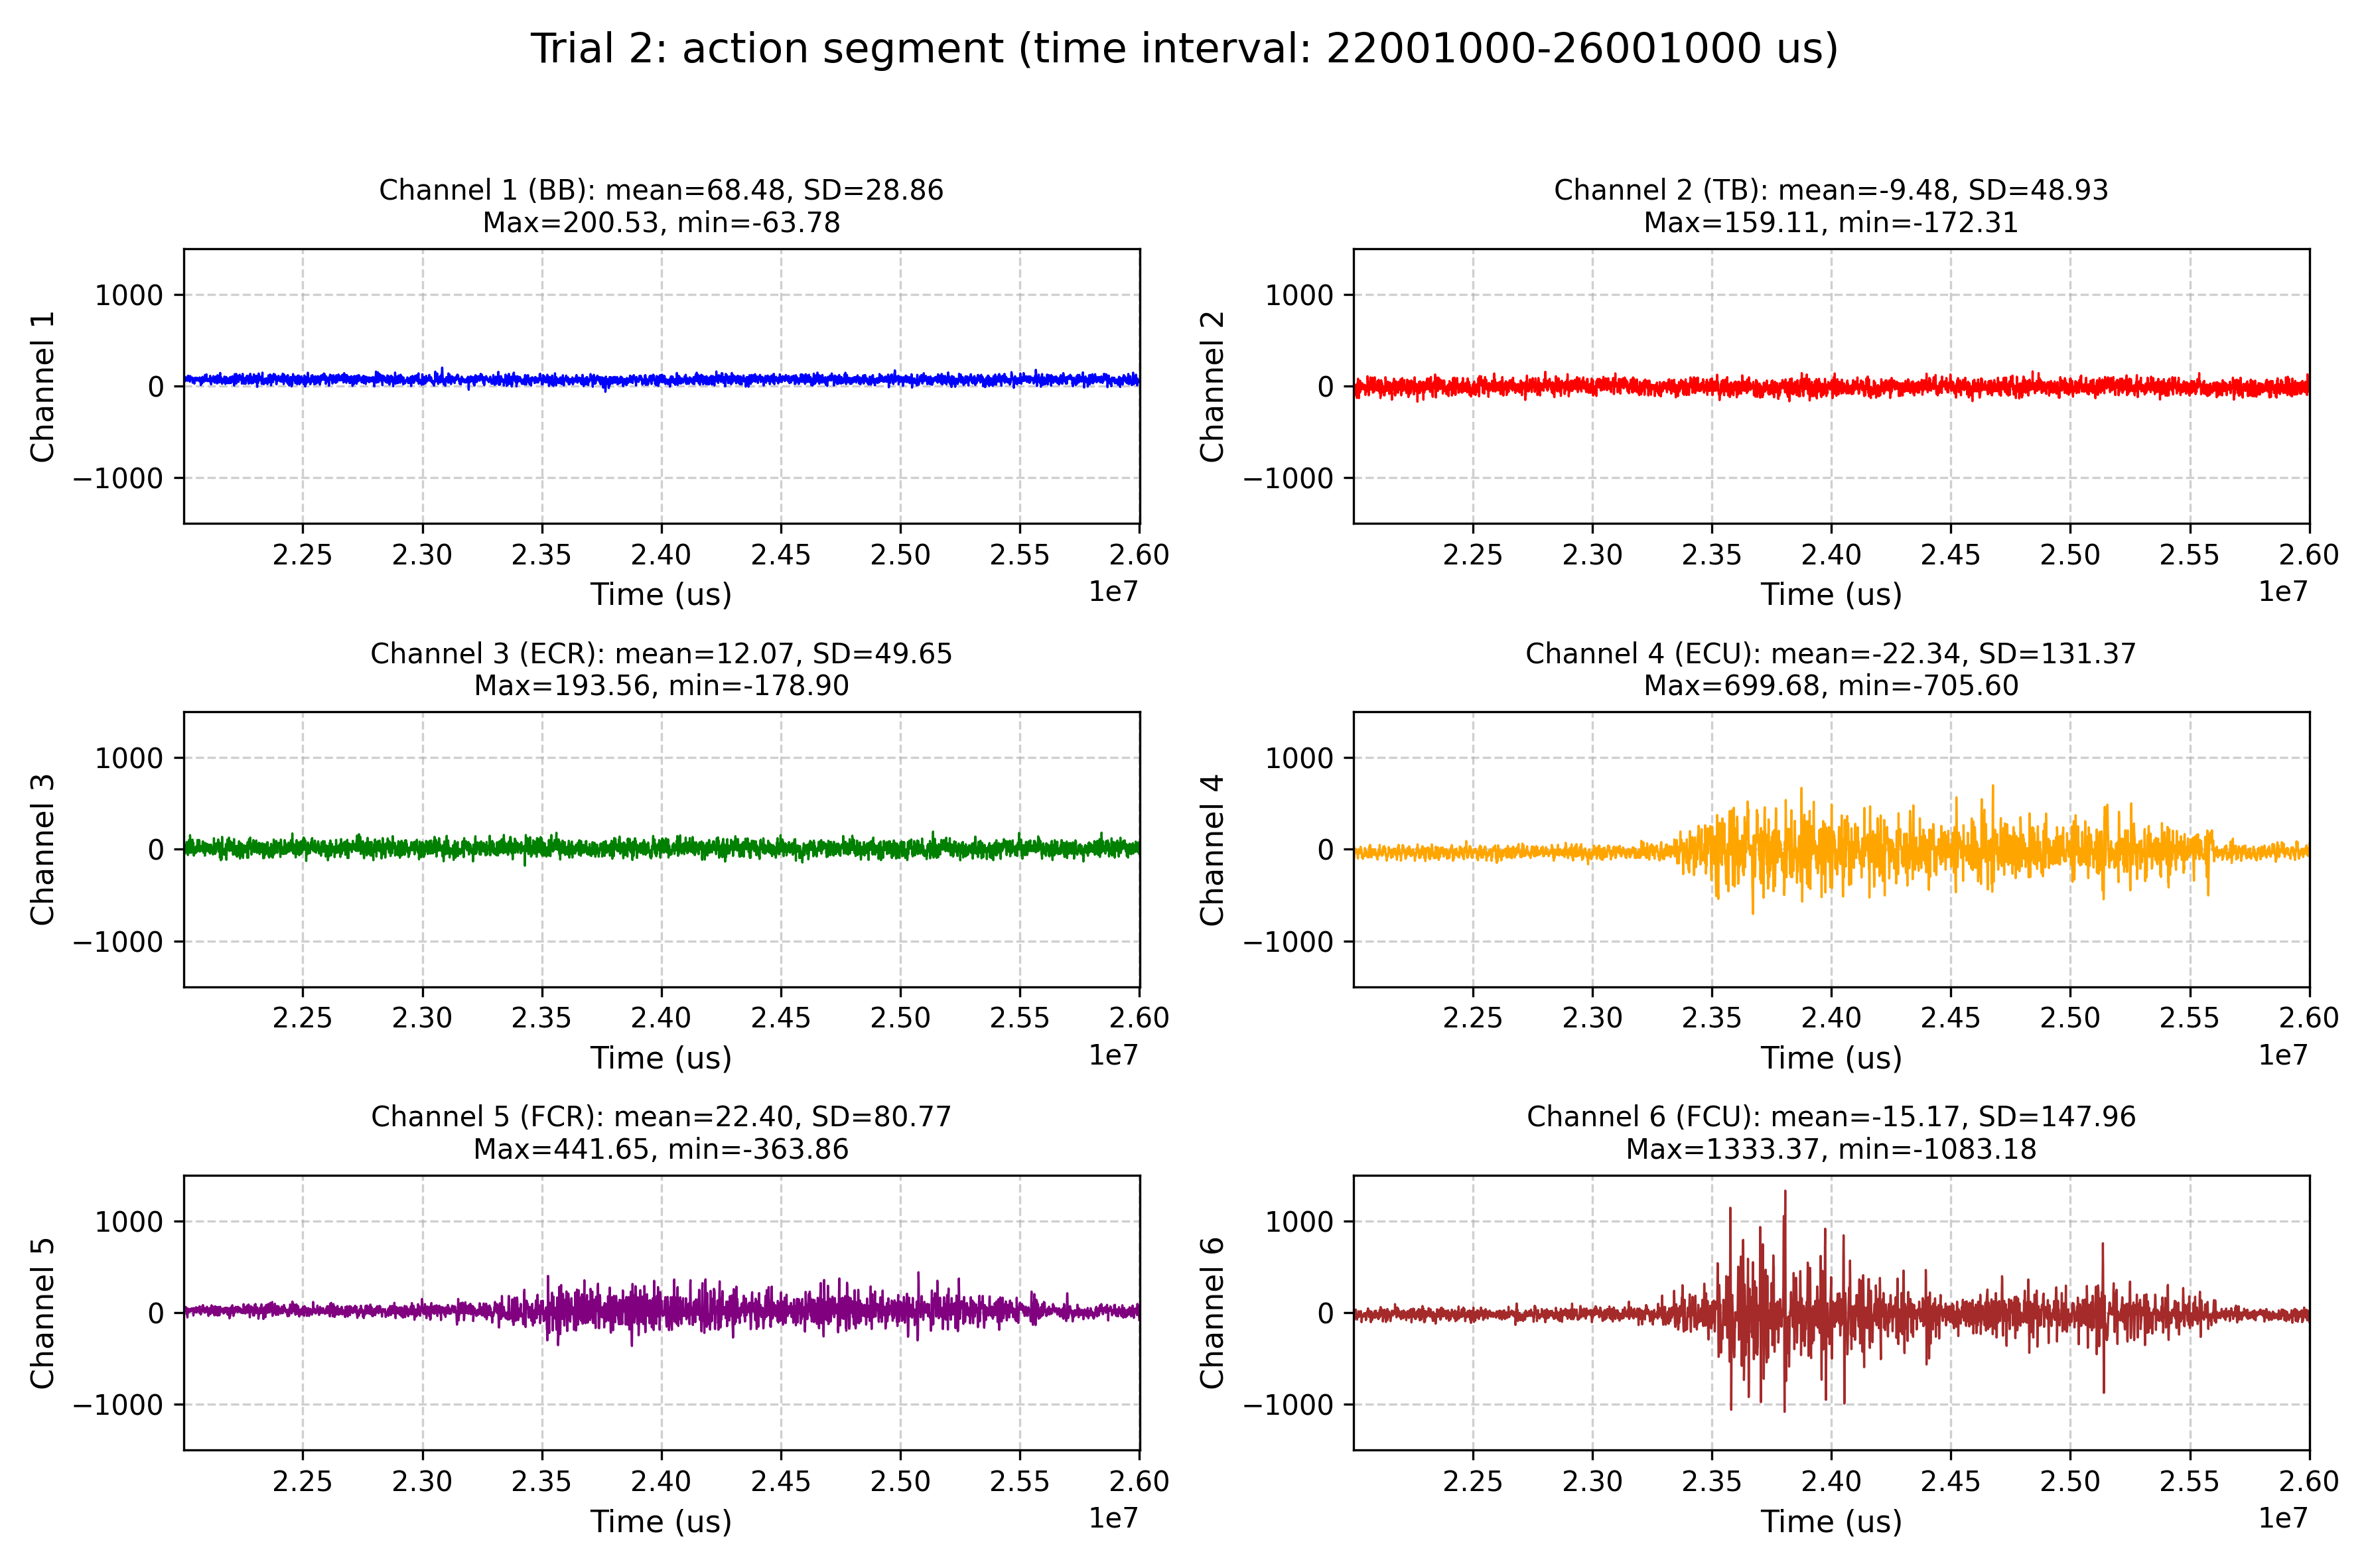 Trial 2: action segment (time interval: 22001000-26001000 us)
Channel 1 (BB): mean=68.48, SD=28.86
Max=200.53, min=-63.78
Channel 1
1000
0
−1000
2.25 2.30 2.35 2.40 2.45 2.50 2.55 2.60
Time (us)
1e7
Channel 2 (TB): mean=-9.48, SD=48.93
Max=159.11, min=-172.31
Channel 2
1000
0
−1000
2.25 2.30 2.35 2.40 2.45 2.50 2.55 2.60
Time (us)
1e7
Channel 3 (ECR): mean=12.07, SD=49.65
Max=193.56, min=-178.90
Channel 3
1000
0
−1000
2.25 2.30 2.35 2.40 2.45 2.50 2.55 2.60
Time (us)
1e7
Channel 4 (ECU): mean=-22.34, SD=131.37
Max=699.68, min=-705.60
Channel 4
1000
0
−1000
2.25 2.30 2.35 2.40 2.45 2.50 2.55 2.60
Time (us)
1e7
Channel 5 (FCR): mean=22.40, SD=80.77
Max=441.65, min=-363.86
Channel 5
1000
0
−1000
2.25 2.30 2.35 2.40 2.45 2.50 2.55 2.60
Time (us)
1e7
Channel 6 (FCU): mean=-15.17, SD=147.96
Max=1333.37, min=-1083.18
Channel 6
1000
0
−1000
2.25 2.30 2.35 2.40 2.45 2.50 2.55 2.60
Time (us)
1e7